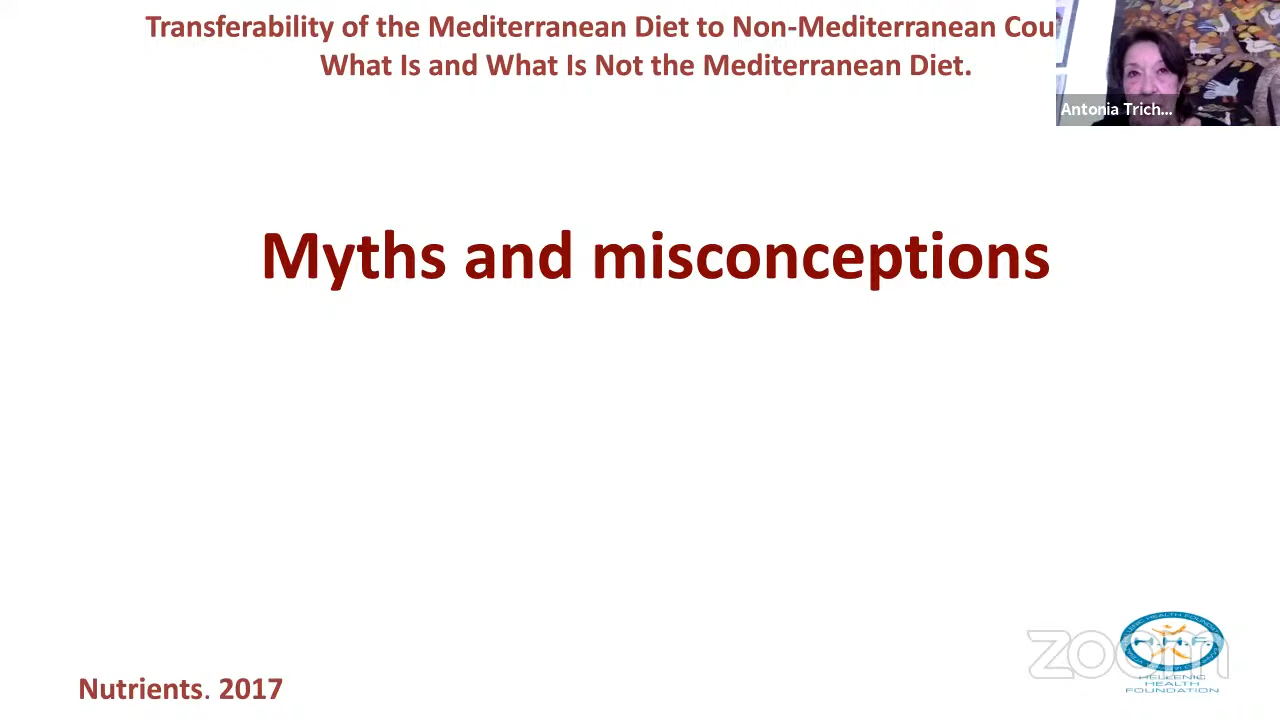 Transferability of the Mediterranean Diet to Non-Mediterranean Cou
What Is and What Is Not the Mediterranean Diet.
Antonia Trich...
Myths and misconceptions
zoom
H.H.F.
HELLENIC
HEALTH
FOUNDATION
Nutrients. 2017